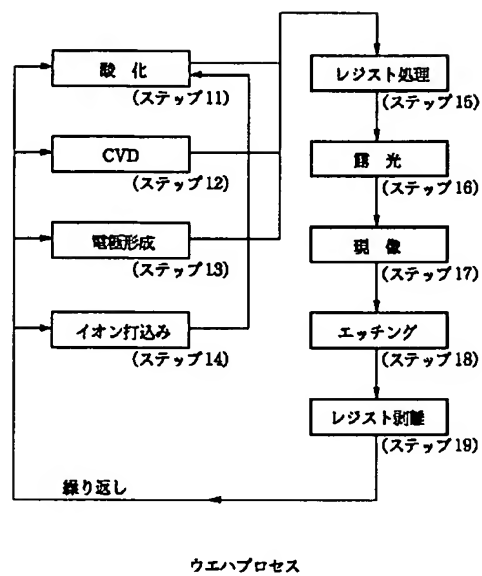 酸化
(ステップ11)
CVD
(ステップ12)
電極形成
(ステップ13)
イオン打込み
(ステップ14)
レジスト処理
(ステップ15)
露光
(ステップ16)
現像
(ステップ17)
エッチング
(ステップ18)
レジスト剥離
(ステップ19)
繰り返し
ウエハプロセス